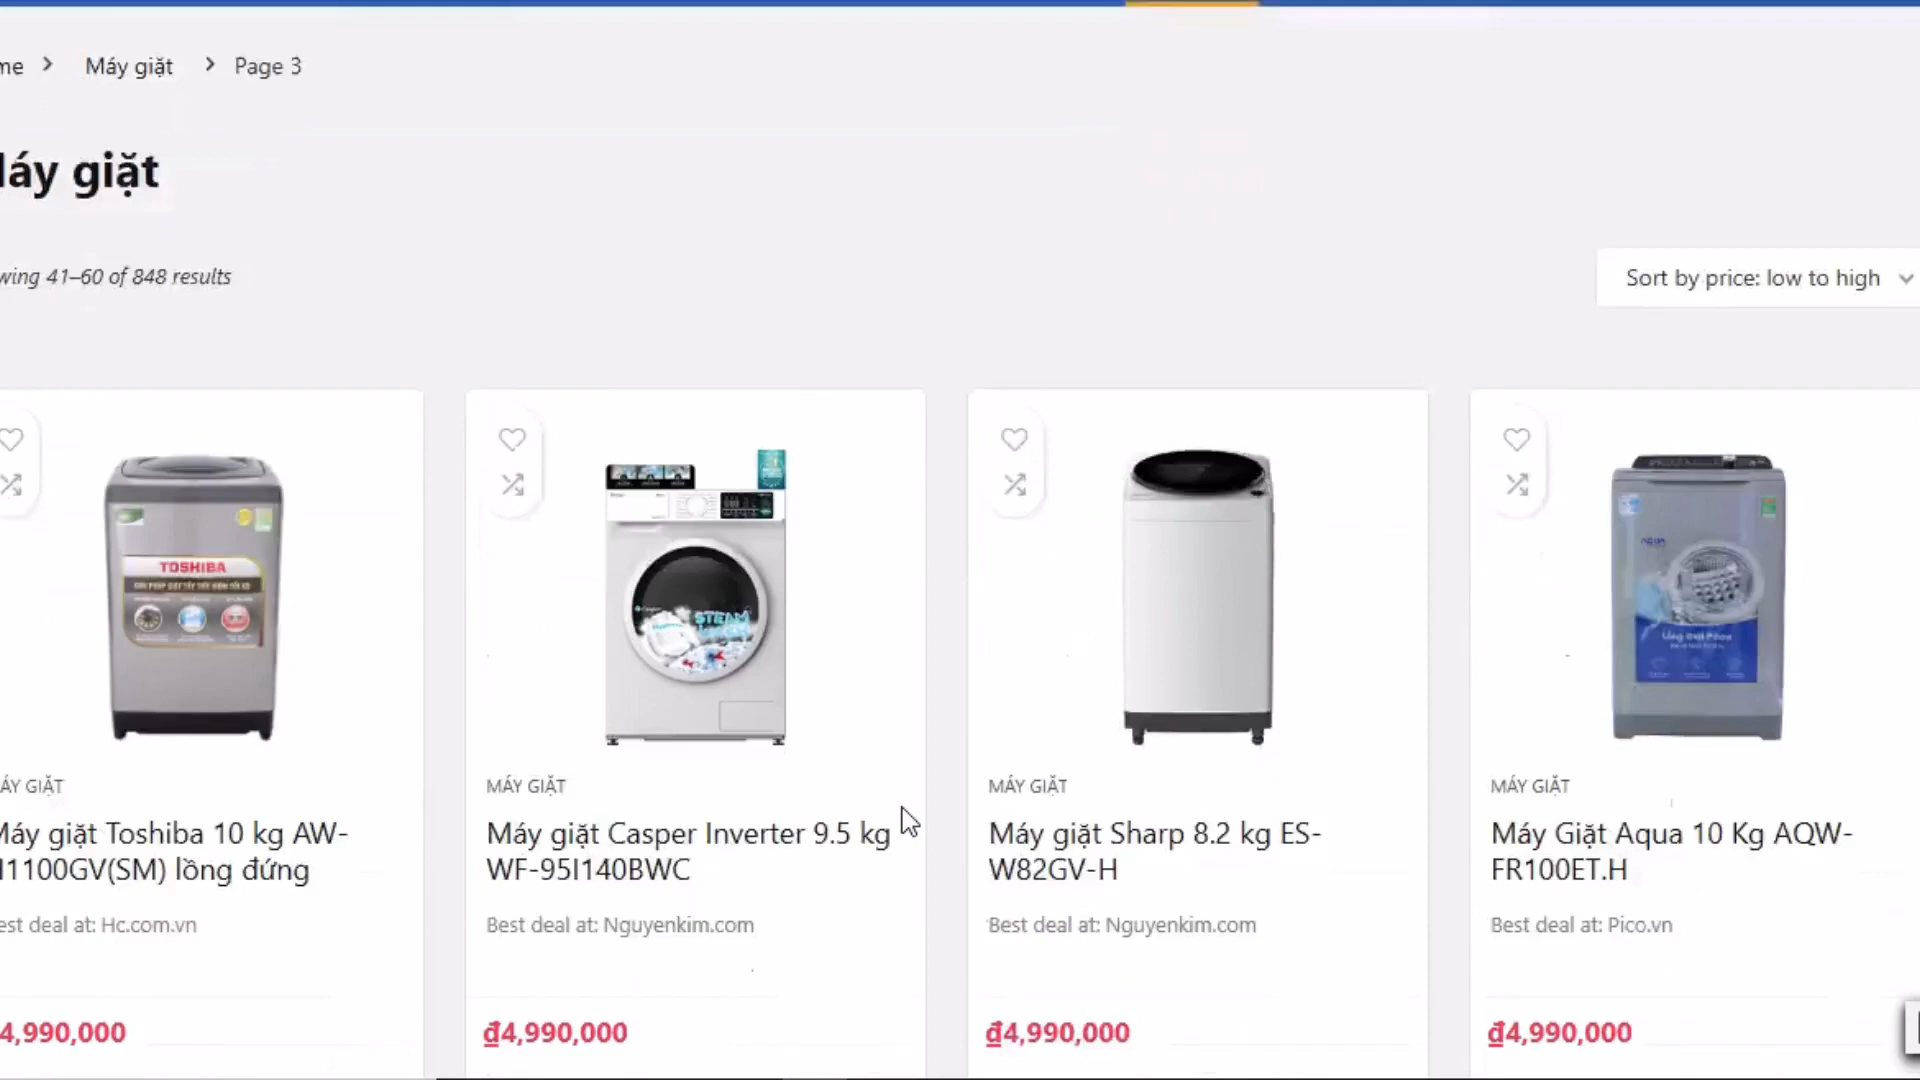 me > Máy giặt > Page 3
áy giặt
wing 41–60 of 848 results
Sort by price: low to high
TOSHIBA
STEAM
AQUA
ÁY GIẶT
MÁY GIẶT
MÁY GIẶT
MÁY GIẶT
Máy giặt Toshiba 10 kg AW-
1100GV(SM) lồng đứng
Máy giặt Casper Inverter 9.5 kg
WF-95I140BWC
Máy giặt Sharp 8.2 kg ES-
W82GV-H
Máy Giặt Aqua 10 Kg AQW-
FR100ET.H
est deal at: Hc.com.vn
Best deal at: Nguyenkim.com
Best deal at: Nguyenkim.com
Best deal at: Pico.vn
4,990,000
₫4,990,000
₫4,990,000
₫4,990,000